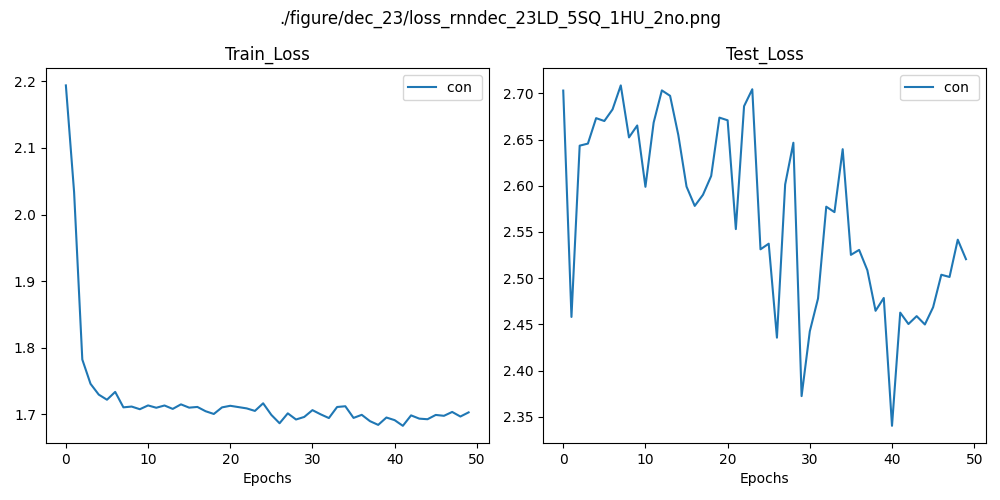 ./figure/dec_23/loss_rnndec_23LD_5SQ_1HU_2no.png
Train_Loss
con
2.2
2.1
2.0
1.9
1.8
1.7
0 10 20 30 40 50
Epochs
Test_Loss
con
2.70
2.65
2.60
2.55
2.50
2.45
2.40
2.35
0 10 20 30 40 50
Epochs